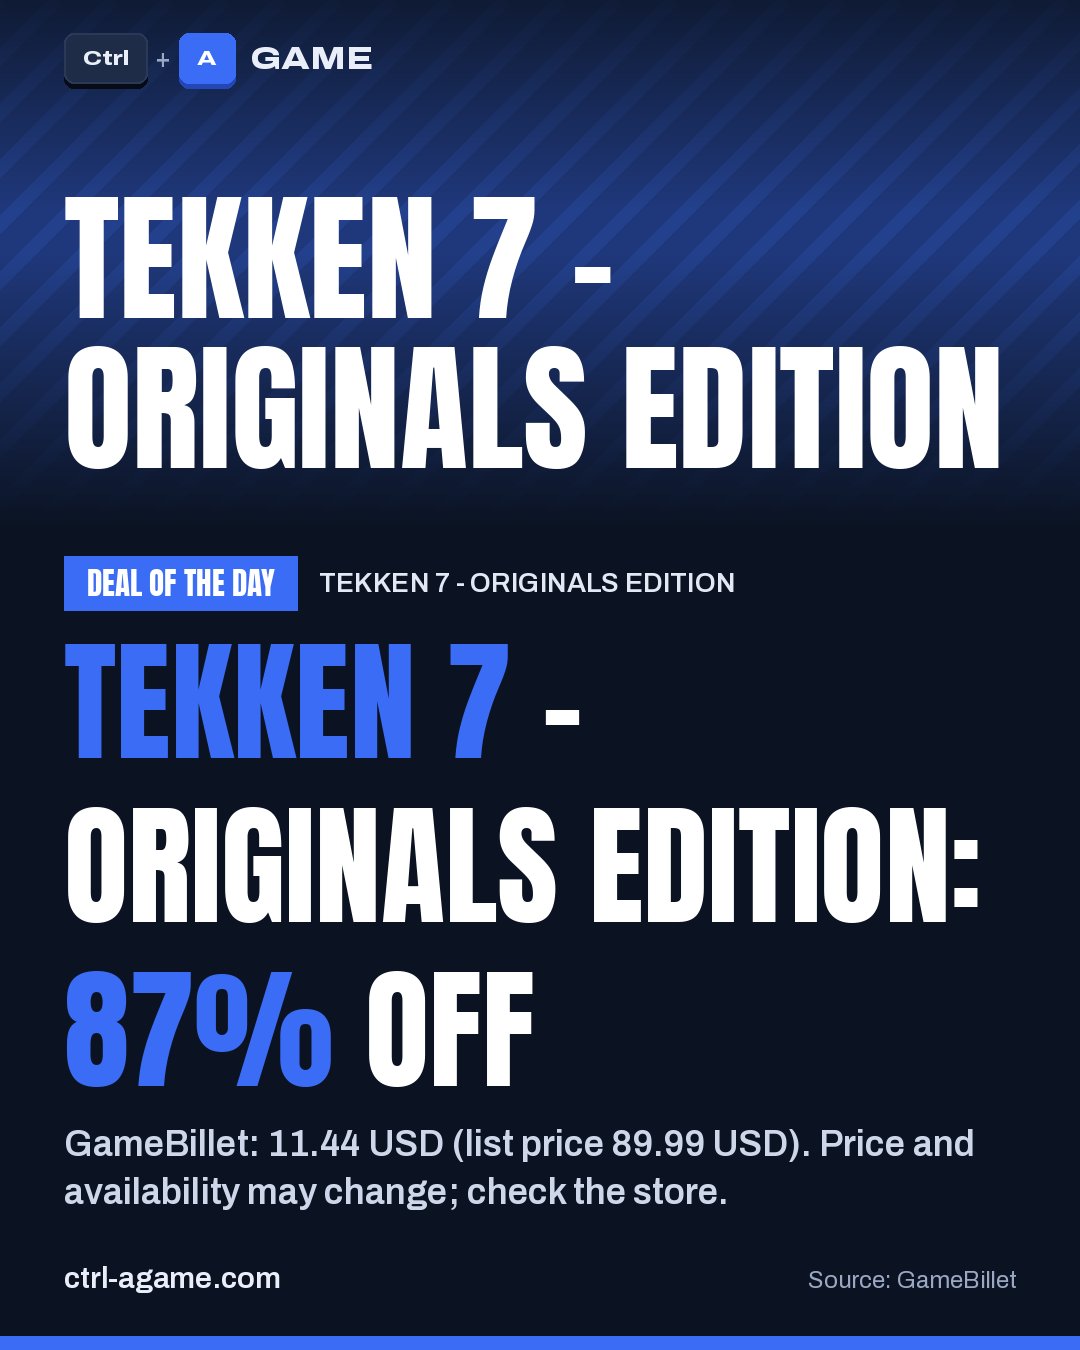 Ctrl + A GAME
TEKKEN 7 -
ORIGINALS EDITION
DEAL OF THE DAY TEKKEN 7 - ORIGINALS EDITION
TEKKEN 7 -
ORIGINALS EDITION:
87% OFF
GameBillet: 11.44 USD (list price 89.99 USD). Price and
availability may change; check the store.
ctrl-agame.com Source: GameBillet